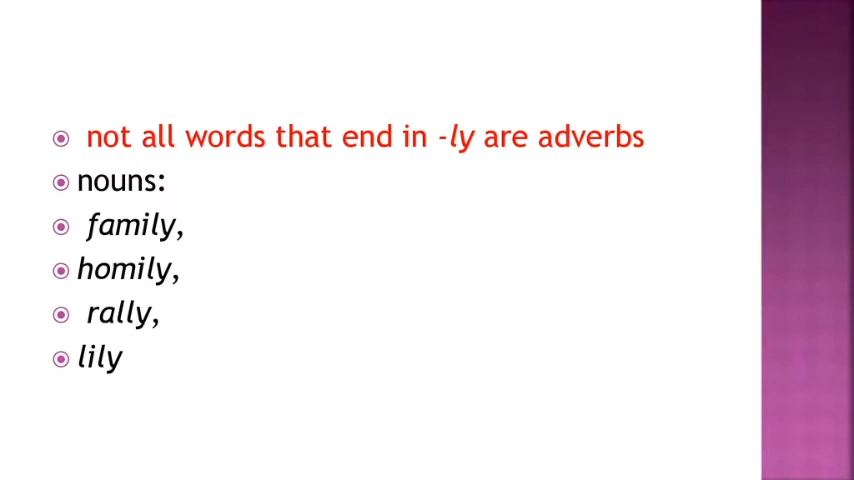 not all words that end in -ly are adverbs
nouns:
family,
homily,
rally,
lily